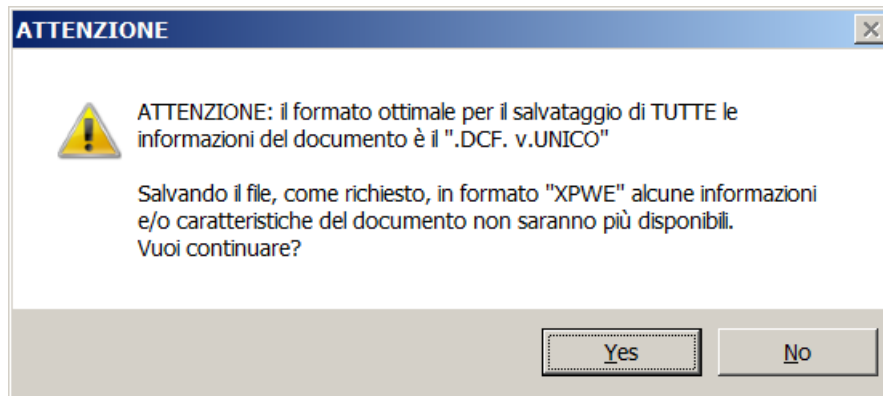 ATTENZIONE
ATTENZIONE: il formato ottimale per il salvataggio di TUTTE le
informazioni del documento è il ".DCF. v.UNICO"
Salvando il file, come richiesto, in formato "XPWE" alcune informazioni
e/o caratteristiche del documento non saranno più disponibili.
Vuoi continuare?
Yes
No